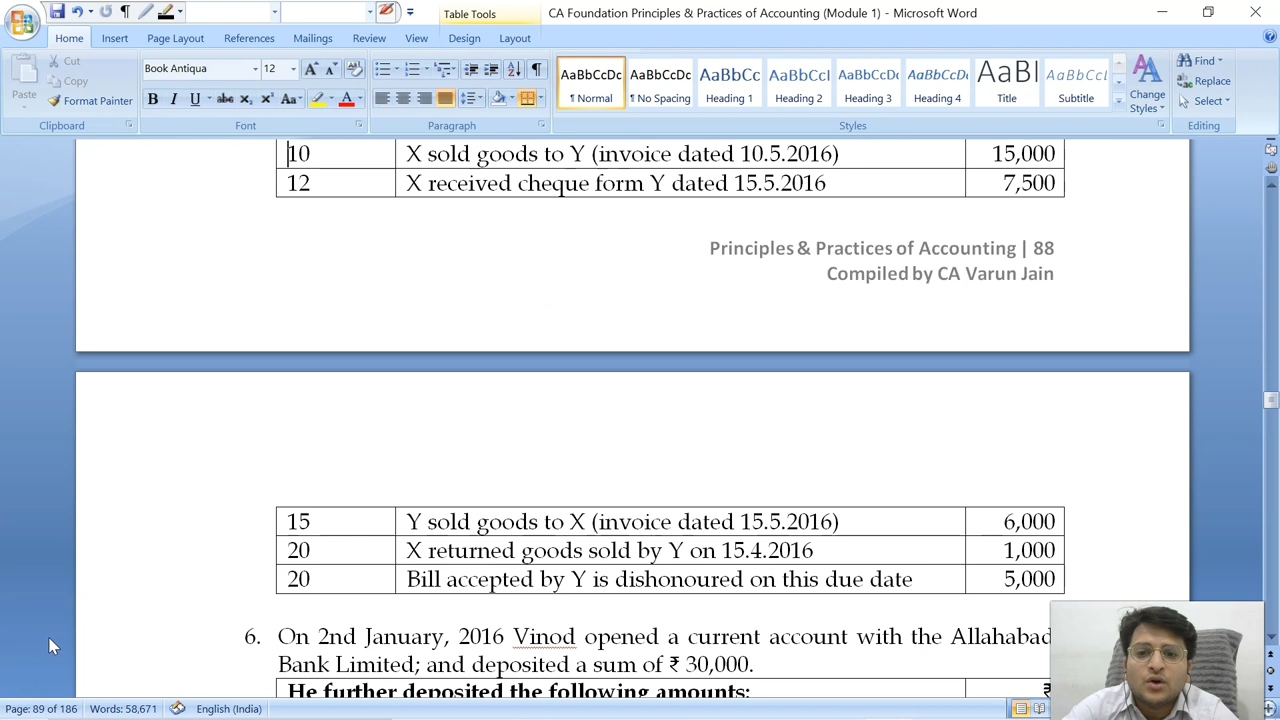 Table Tools
CA Foundation Principles & Practices of Accounting (Module 1) - Microsoft Word
Home Insert Page Layout References Mailings Review View Design Layout
Paste
Cut
Copy
Format Painter
Clipboard
Book Antiqua 12
Font
Paragraph
AaBbCcDc AaBbCcDc AaBbCc AaBbCcI AaBbCcDc AaBbCcDc AaBl AaBbCcDc
¶ Normal ¶ No Spacing Heading 1 Heading 2 Heading 3 Heading 4 Title Subtitle
Change
Styles
Styles
Find
Replace
Select
Editing
10 X sold goods to Y (invoice dated 10.5.2016) 15,000
12 X received cheque form Y dated 15.5.2016 7,500
Principles & Practices of Accounting | 88
Compiled by CA Varun Jain
15 Y sold goods to X (invoice dated 15.5.2016) 6,000
20 X returned goods sold by Y on 15.4.2016 1,000
20 Bill accepted by Y is dishonoured on this due date 5,000
6. On 2nd January, 2016 Vinod opened a current account with the Allahabad
Bank Limited; and deposited a sum of ₹ 30,000.
He further deposited the following amounts: ₹
Page: 89 of 186 Words: 58,671 English (India)